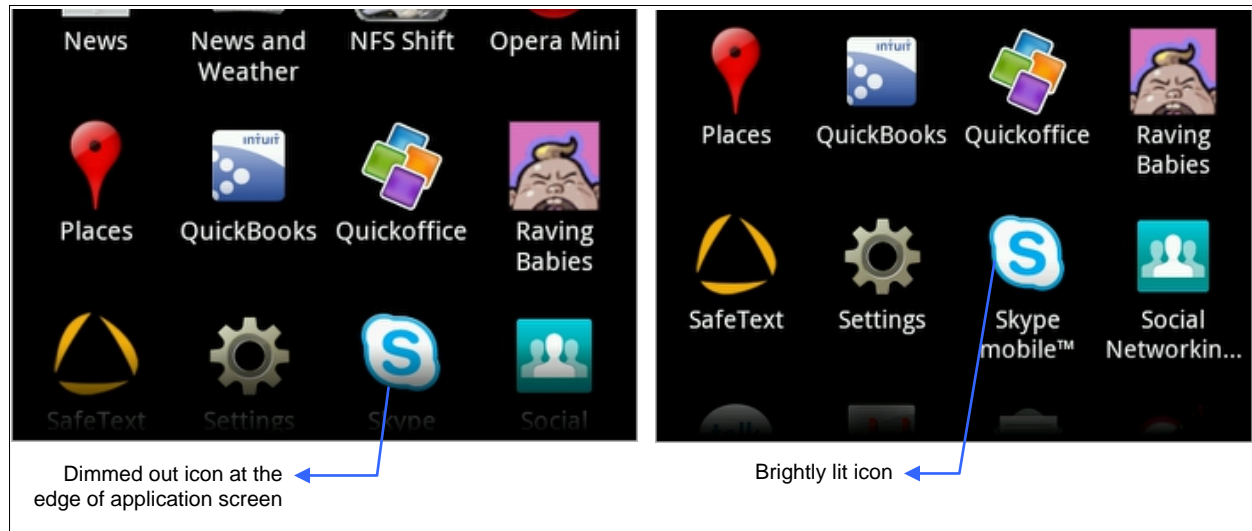 News
News and
Weather
NFS Shift
Opera Mini
Places
intuit
QuickBooks
Quickoffice
Raving
Babies
S
SafeText
Settings
Skype
Social
Dimmed out icon at the
edge of application screen
Places
intuit
QuickBooks
Quickoffice
Raving
Babies
SafeText
Settings
S
Skype
mobile™
Social
Networkin...
talk
Brightly lit icon